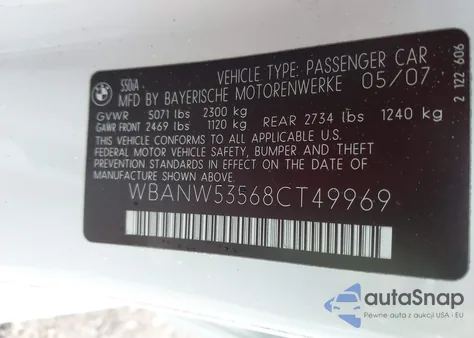 550iA
VEHICLE TYPE: PASSENGER CAR
MFD BY BAYERISCHE MOTORENWERKE 05/07
GVWR 5071 lbs 2300 kg
GAWR FRONT 2469 lbs 1120 kg REAR 2734 lbs 1240 kg
THIS VEHICLE CONFORMS TO ALL APPLICABLE U.S.
FEDERAL MOTOR VEHICLE SAFETY, BUMPER AND THEFT
PREVENTION STANDARDS IN EFFECT ON THE DATE OF
MANUFACTURE SHOWN ABOVE.
WBANW53568CT49969
2 122 606
autoSnap
Pewne auta z aukcji USA i EU